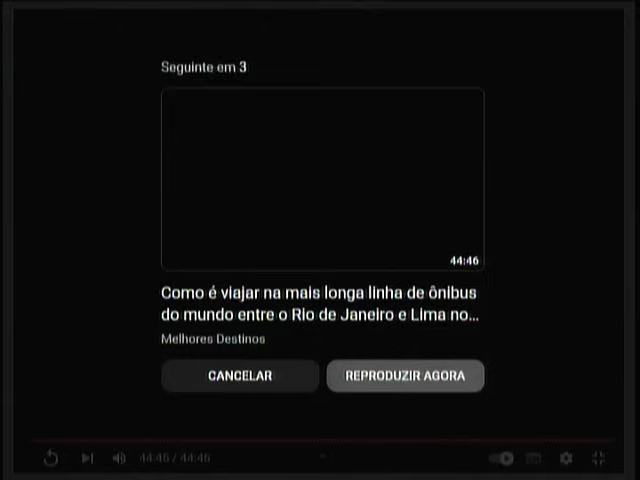 Seguinte em 3
44:46
Como é viajar na mais longa linha de ônibus
do mundo entre o Rio de Janeiro e Lima no...
Melhores Destinos
CANCELAR
REPRODUZIR AGORA
44:45 / 44:46